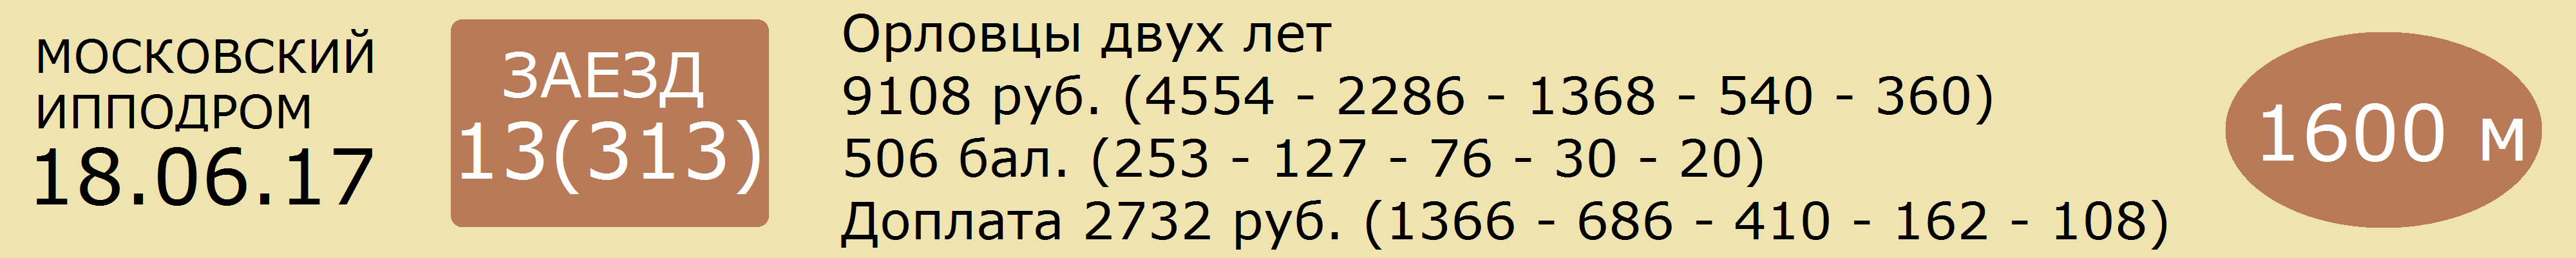 МОСКОВСКИЙ
ИППОДРОМ
18.06.17
ЗАЕЗД
13(313)
Орловцы двух лет
9108 руб. (4554 - 2286 - 1368 - 540 - 360)
506 бал. (253 - 127 - 76 - 30 - 20)
Доплата 2732 руб. (1366 - 686 - 410 - 162 - 108)
1600 м